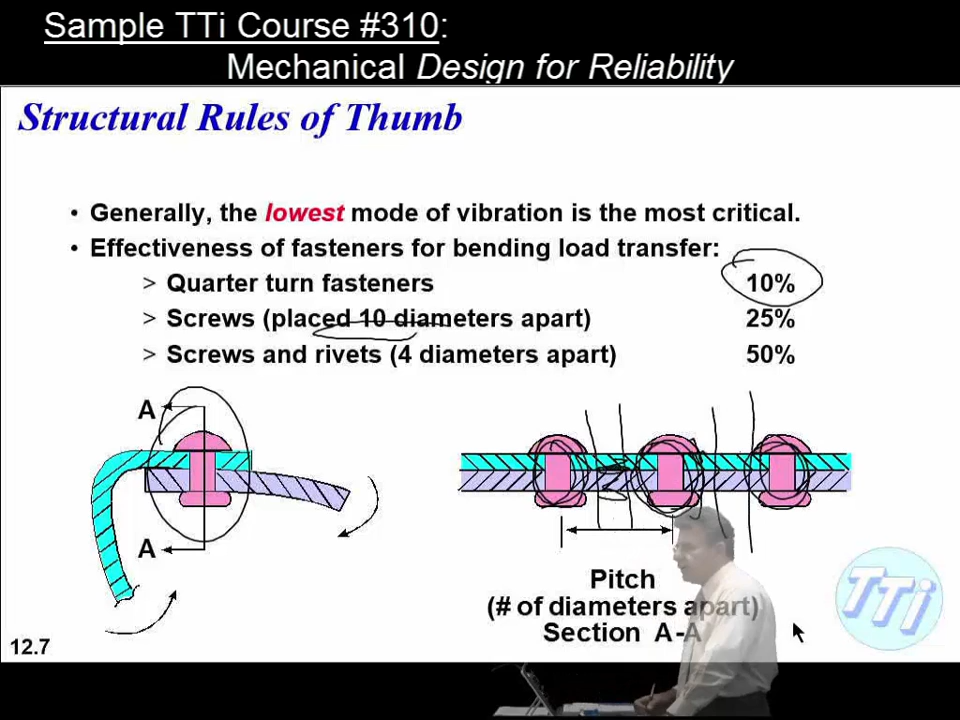 Sample TTi Course #310:
Mechanical Design for Reliability
Structural Rules of Thumb
• Generally, the lowest mode of vibration is the most critical.
• Effectiveness of fasteners for bending load transfer:
> Quarter turn fasteners 10%
> Screws (placed 10 diameters apart) 25%
> Screws and rivets (4 diameters apart) 50%
A
A
Pitch
(# of diameters apart)
Section A-A
TTi
12.7